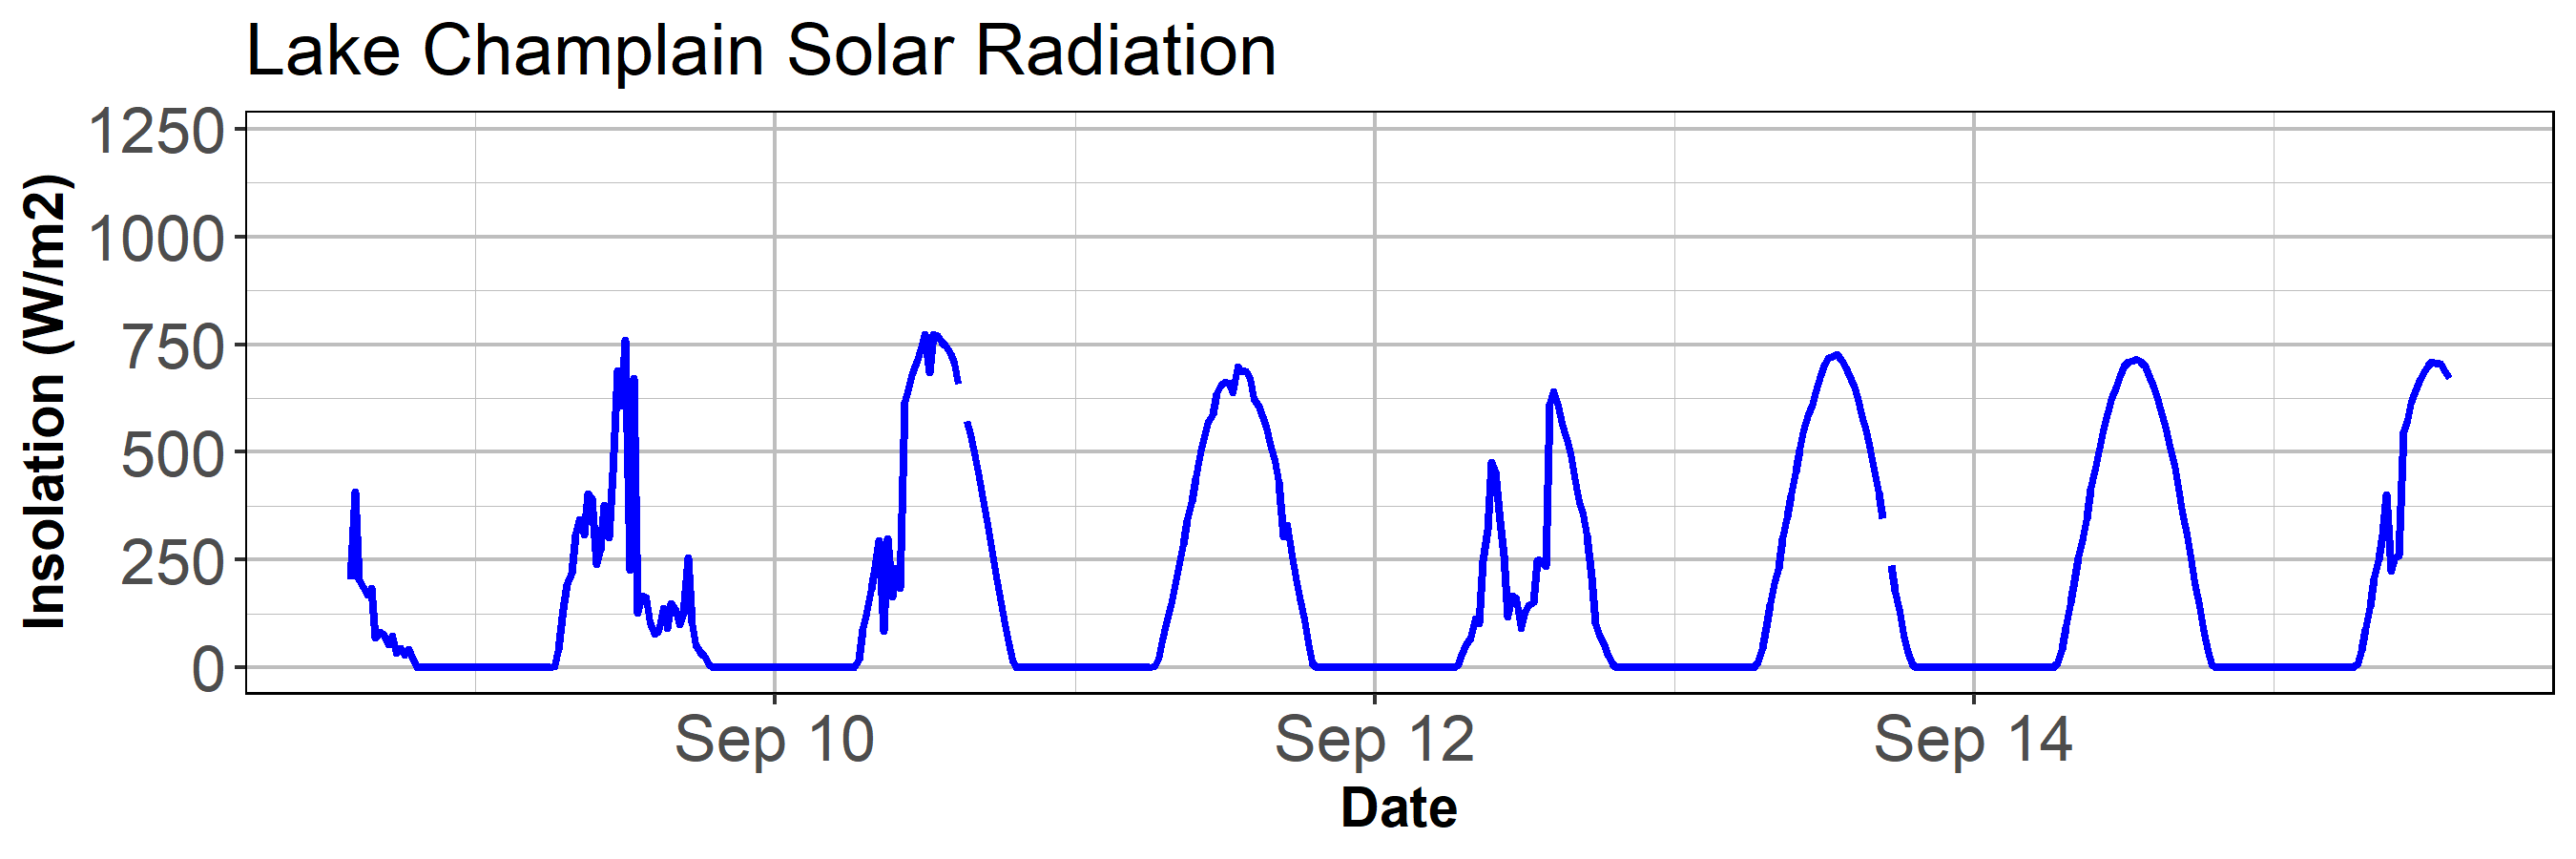 Lake Champlain Solar Radiation
Insolation (W/m2)
1250
1000
750
500
250
0
Sep 10 Sep 12 Sep 14
Date